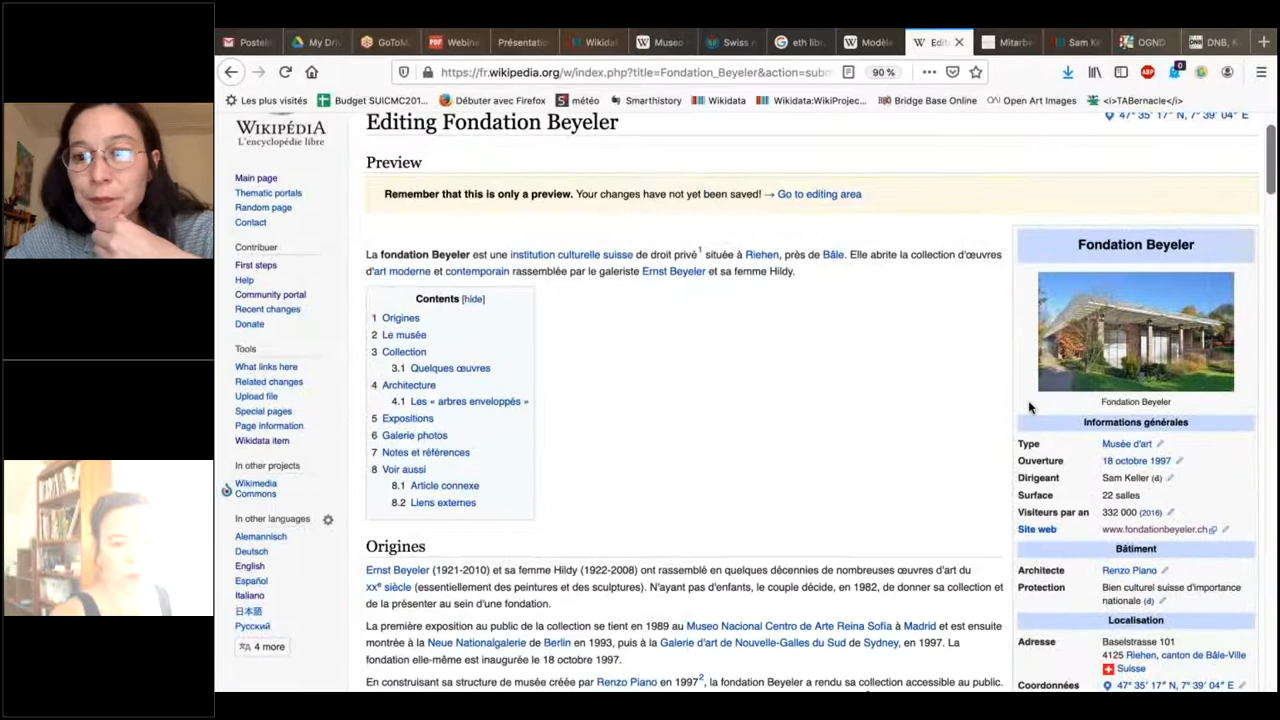 Postei
My Dri
GoToM
Webina
Présentatio
Wikidat
Museo
Swiss A
eth libr
Modèle
Edit
Mitarbe
Sam Ke
OGND
DNB, K
https://fr.wikipedia.org/w/index.php?title=Fondation_Beyeler&action=subm
90 %
0
ABP
Les plus visités
Budget SUICMC201...
Débuter avec Firefox
météo
Smarthistory
Wikidata
Wikidata:WikiProjec...
Bridge Base Online
Open Art Images
<i>TABernacle</i>
WIKIPÉDIA
L'encyclopédie libre
Main page
Thematic portals
Random page
Contact
Contribuer
First steps
Help
Community portal
Recent changes
Donate
Tools
What links here
Related changes
Upload file
Special pages
Page information
Wikidata item
In other projects
Wikimedia
Commons
In other languages
Alemannisch
Deutsch
English
Español
Italiano
日本語
Русский
4 more
Editing Fondation Beyeler
47° 35′ 17″ N, 7° 39′ 04″ E
Preview
Remember that this is only a preview. Your changes have not yet been saved! → Go to editing area
La fondation Beyeler est une institution culturelle suisse de droit privé1 située à Riehen, près de Bâle. Elle abrite la collection d'œuvres
d'art moderne et contemporain rassemblée par le galeriste Ernst Beyeler et sa femme Hildy.
Contents [hide]
1 Origines
2 Le musée
3 Collection
3.1 Quelques œuvres
4 Architecture
4.1 Les « arbres enveloppés »
5 Expositions
6 Galerie photos
7 Notes et références
8 Voir aussi
8.1 Article connexe
8.2 Liens externes
Origines
Ernst Beyeler (1921-2010) et sa femme Hildy (1922-2008) ont rassemblé en quelques décennies de nombreuses œuvres d'art du
XXe siècle (essentiellement des peintures et des sculptures). N'ayant pas d'enfants, le couple décide, en 1982, de donner sa collection et
de la présenter au sein d'une fondation.
La première exposition au public de la collection se tient en 1989 au Museo Nacional Centro de Arte Reina Sofía à Madrid et est ensuite
montrée à la Neue Nationalgalerie de Berlin en 1993, puis à la Galerie d'art de Nouvelle-Galles du Sud de Sydney, en 1997. La
fondation elle-même est inaugurée le 18 octobre 1997.
En construisant sa structure de musée créée par Renzo Piano en 19972, la fondation Beyeler a rendu sa collection accessible au public.
Fondation Beyeler
Fondation Beyeler
Informations générales
Type Musée d'art
Ouverture 18 octobre 1997
Dirigeant Sam Keller (d)
Surface 22 salles
Visiteurs par an 332 000 (2016)
Site web www.fondationbeyeler.ch
Bâtiment
Architecte Renzo Piano
Protection Bien culturel suisse d'importance
nationale (d)
Localisation
Adresse Baselstrasse 101
4125 Riehen, canton de Bâle-Ville
Suisse
Coordonnées 47° 35′ 17″ N, 7° 39′ 04″ E